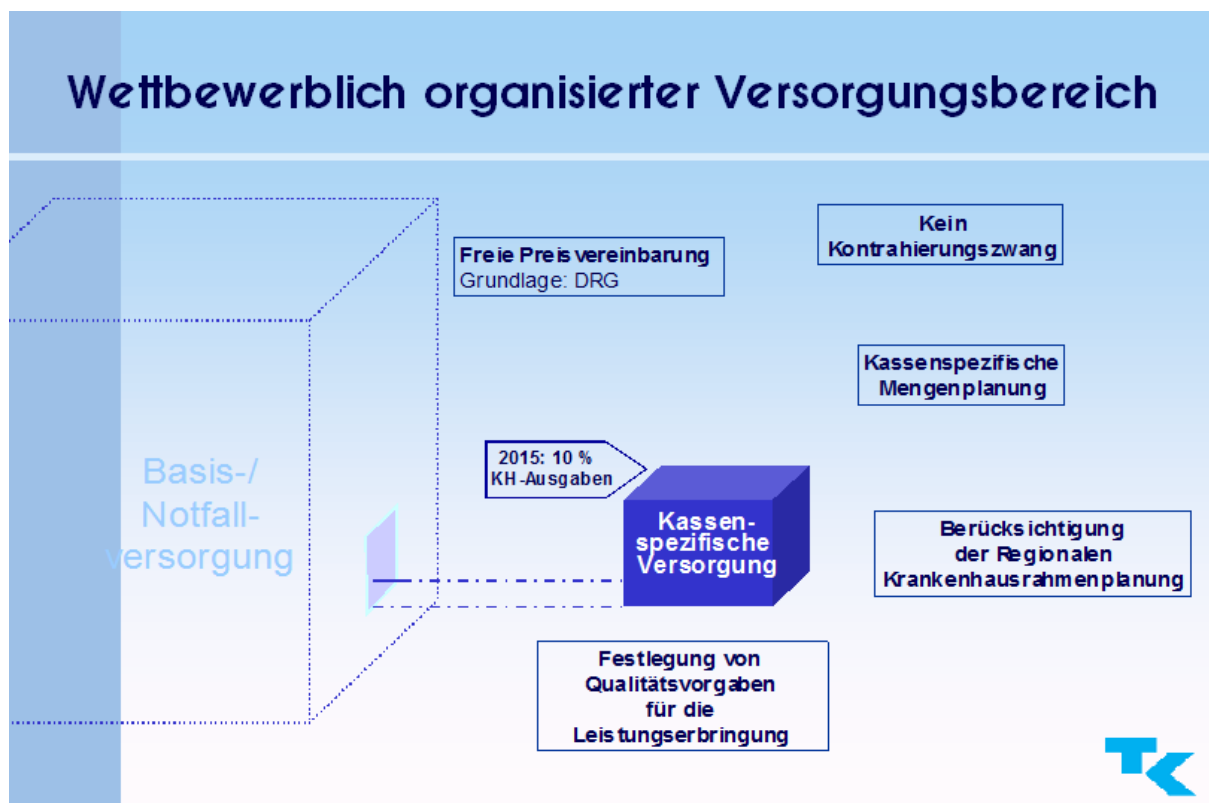 Wettbewerblich organisierter Versorgungsbereich
Freie Preisvereinbarung
Grundlage: DRG
Kein
Kontrahierungszwang
Kassenspezifische
Mengenplanung
Basis-/
Notfall-
versorgung
2015: 10 %
KH-Ausgaben
Kassen-
spezifische
Versorgung
Berücksichtigung
der Regionalen
Krankenhausrahmenplanung
Festlegung von
Qualitätsvorgaben
für die
Leistungserbringung
TK